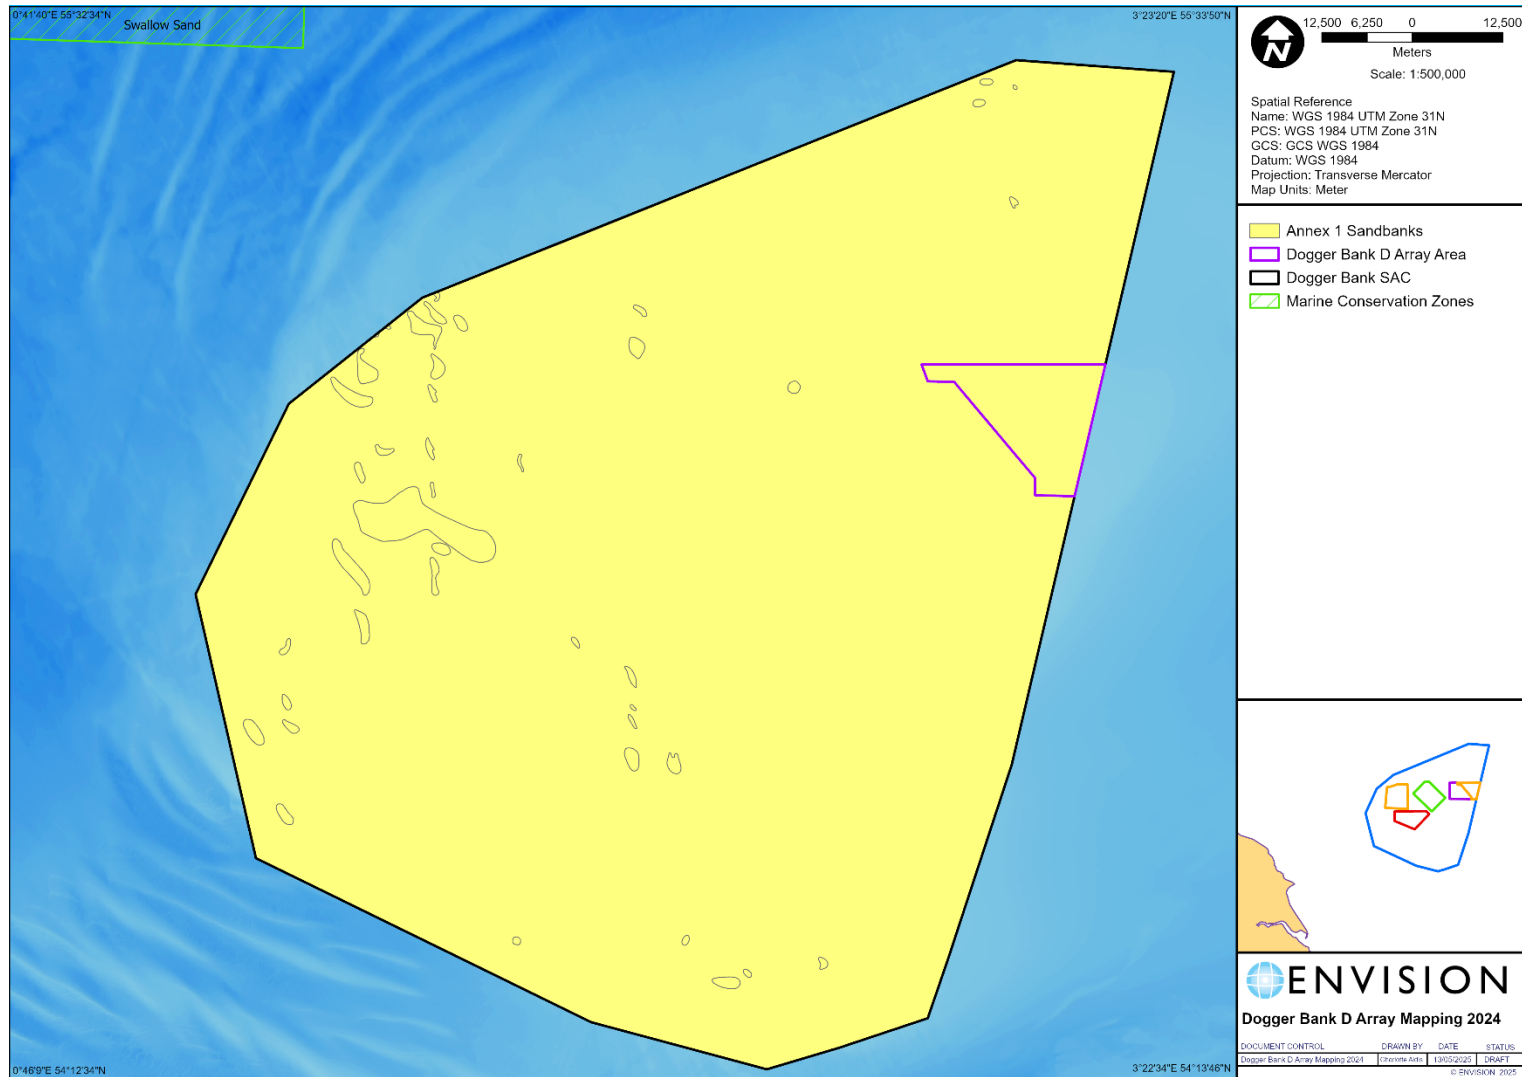 0°41'40"E 55°32'34"N
Swallow Sand
3°23'20"E 55°33'50"N
0°46'9"E 54°12'34"N
3°22'34"E 54°13'46"N
N
12,500 6,250 0 12,500
Meters
Scale: 1:500,000
Spatial Reference
Name: WGS 1984 UTM Zone 31N
PCS: WGS 1984 UTM Zone 31N
GCS: GCS WGS 1984
Datum: WGS 1984
Projection: Transverse Mercator
Map Units: Meter
Annex 1 Sandbanks
Dogger Bank D Array Area
Dogger Bank SAC
Marine Conservation Zones
ENVISION
Dogger Bank D Array Mapping 2024
DOCUMENT CONTROL DRAWN BY DATE STATUS
Dogger Bank D Array Mapping 2024 Charlotte 13/05/2025 DRAFT
© ENVISION 2025